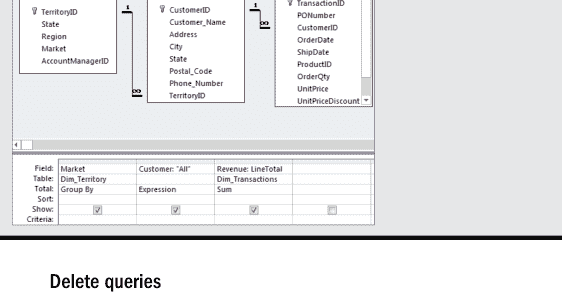 TerritoryID
State
Region
Market
AccountManagerID
1
∞
CustomerID
Customer_Name
Address
City
State
Postal_Code
Phone_Number
TerritoryID
1
∞
TransactionID
PONumber
CustomerID
OrderDate
ShipDate
ProductID
OrderQty
UnitPrice
UnitPriceDiscount
Field: Market Customer: "All" Revenue: LineTotal
Table: Dim_Territory Dim_Transactions
Total: Group By Expression Sum
Sort:
Show:
Criteria:
Delete queries